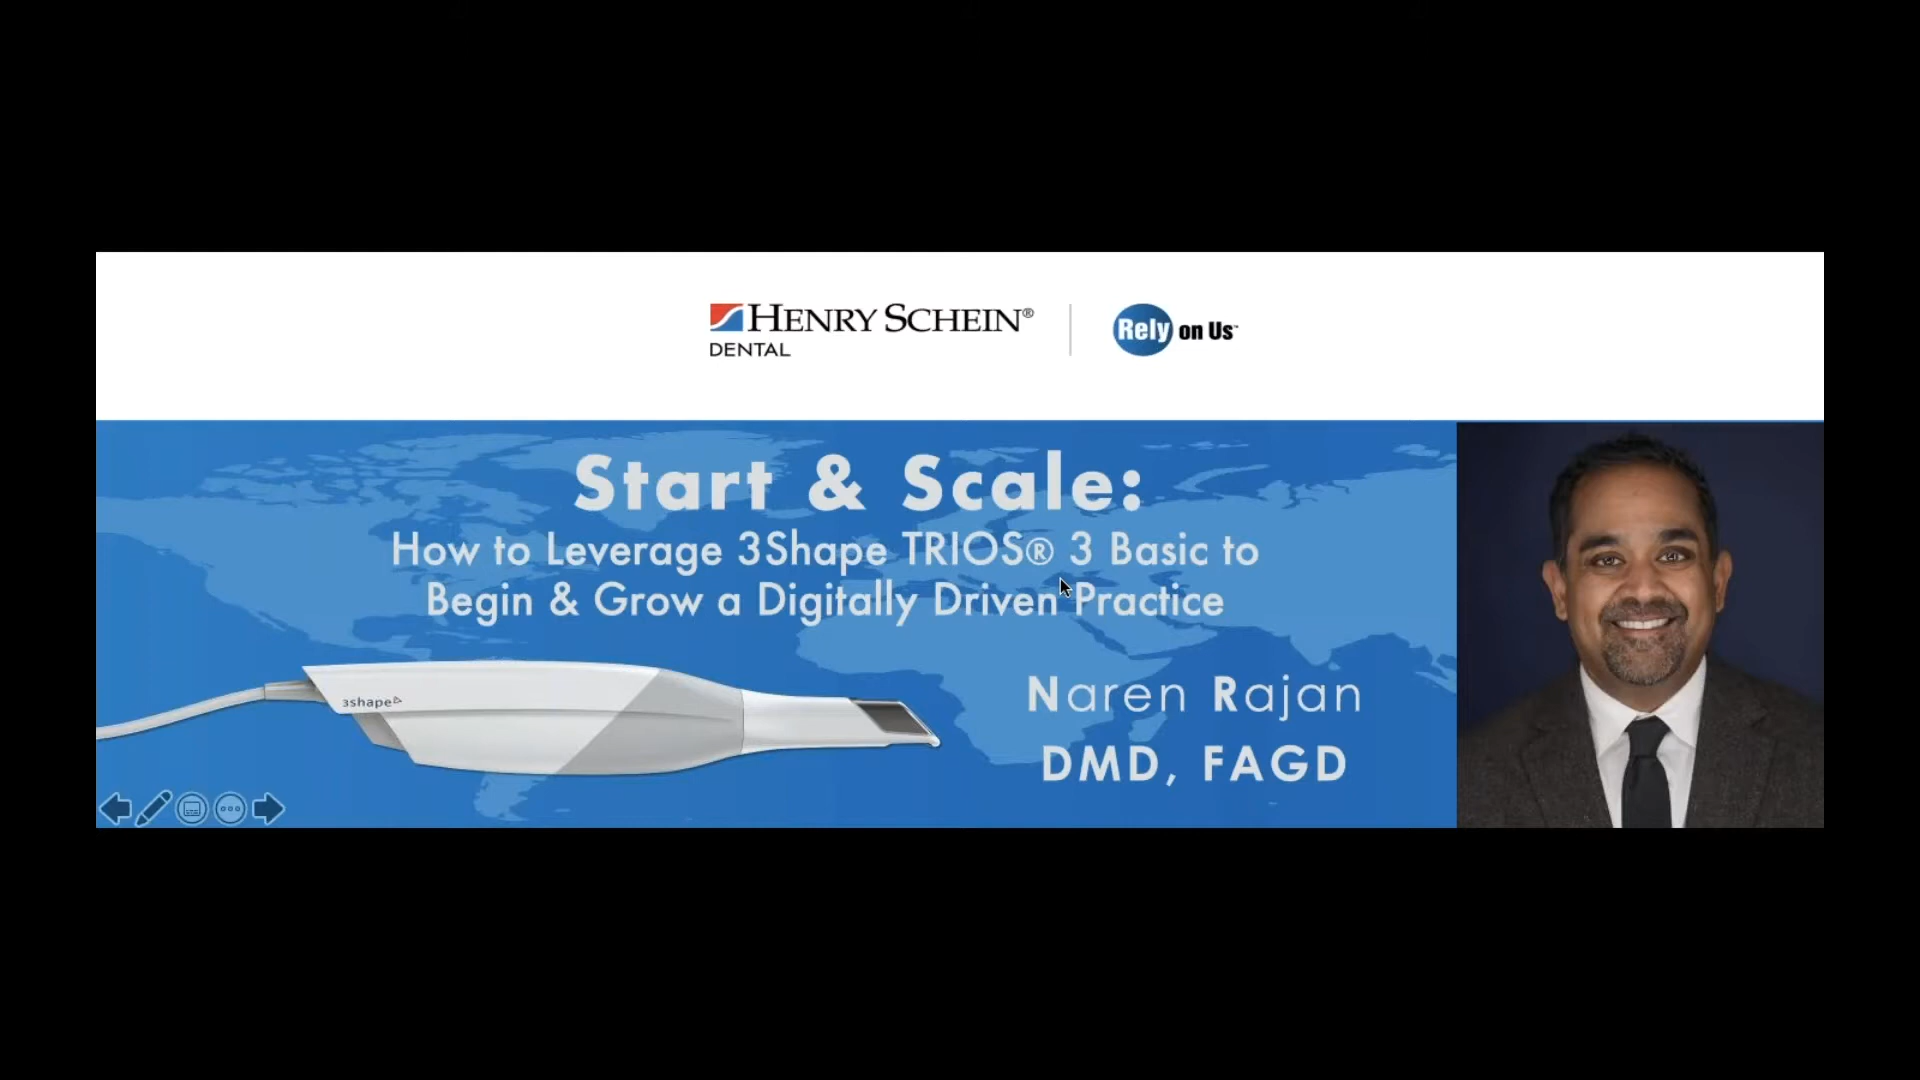 HENRY SCHEIN®
DENTAL
Rely on Us™
Start & Scale:
How to Leverage 3Shape TRIOS® 3 Basic to
Begin & Grow a Digitally Driven Practice
3shape
Naren Rajan
DMD, FAGD